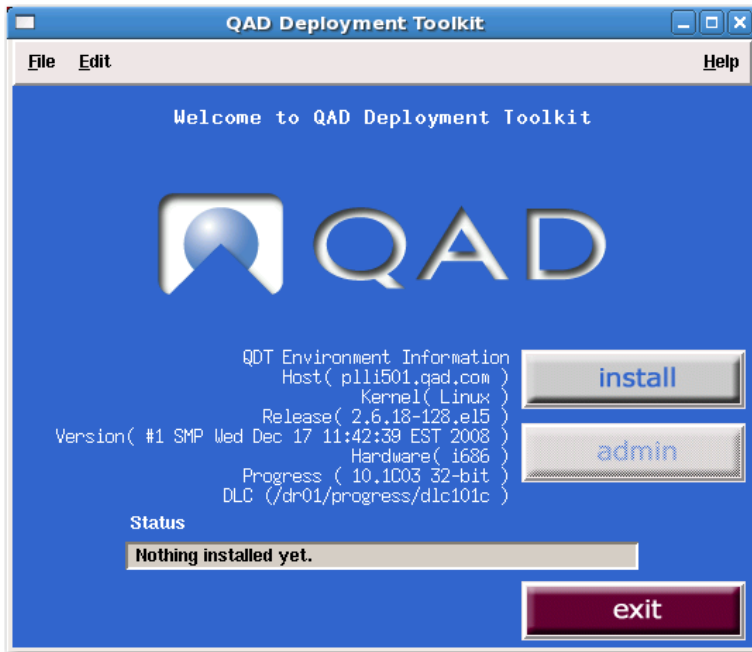 QAD Deployment Toolkit
File Edit Help
Welcome to QAD Deployment Toolkit
QAD
QDT Environment Information
Host( plli501.qad.com )
Kernel( Linux )
Release( 2.6.18-128.el5 )
Version( #1 SMP Wed Dec 17 11:42:39 EST 2008 )
Hardware( i686 )
Progress ( 10.1C03 32-bit )
DLC (/dr01/progress/dlc101c )
install
admin
Status
Nothing installed yet.
exit